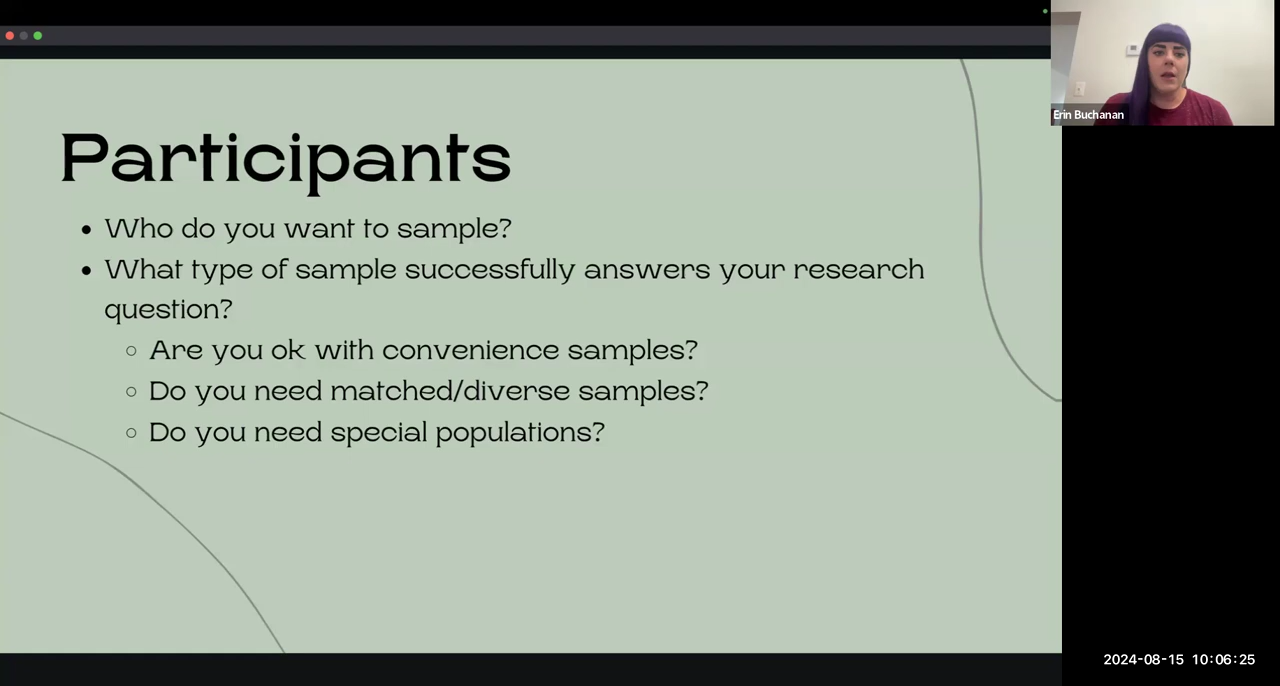 Participants
Who do you want to sample?
What type of sample successfully answers your research
question?
Are you ok with convenience samples?
Do you need matched/diverse samples?
Do you need special populations?
Erin Buchanan
2024-08-15 10:06:25